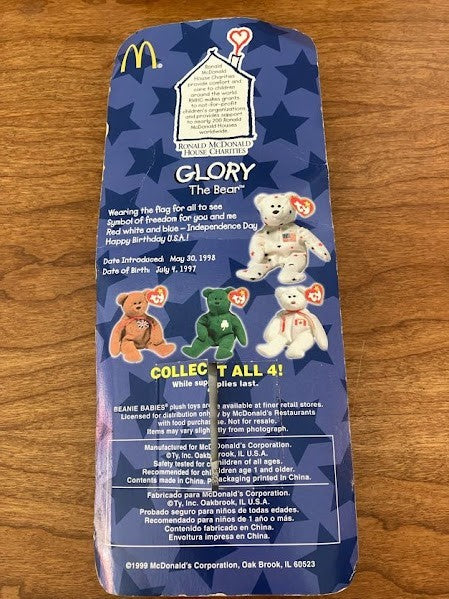 Ronald
McDonald
House Charities
provide comfort and
care to children
around the world.
RMHC makes grants
to not-for-profit
children's organizations
and provides support
to nearly 200 Ronald
McDonald Houses
worldwide.
RONALD MCDONALD
HOUSE CHARITIES
GLORY
The Bear™
Wearing the flag for all to see
Symbol of freedom for you and me
Red white and blue – Independence Day
Happy Birthday U.S.A.!
Date Introduced: May 30, 1998
Date of Birth: July 4, 1997
COLLECT ALL 4!
While supplies last.
BEANIE BABIES® plush toys are available at finer retail stores.
Licensed for distribution only by McDonald's Restaurants
with food purchase. Not for resale.
Items may vary slightly from photograph.
Manufactured for McDonald's Corporation.
©Ty, Inc. Oakbrook, IL U.S.A.
Safety tested for children of all ages.
Recommended for children age 1 and older.
Contents made in China, Packaging printed in China.
Fabricado para McDonald's Corporation.
©Ty, Inc. Oakbrook, IL U.S.A.
Probado seguro para niños de todas edades.
Recomendado para niños de 1 año o más.
Contenido fabricado en China.
Envoltura impresa en China.
©1999 McDonald's Corporation, Oak Brook, IL 60523